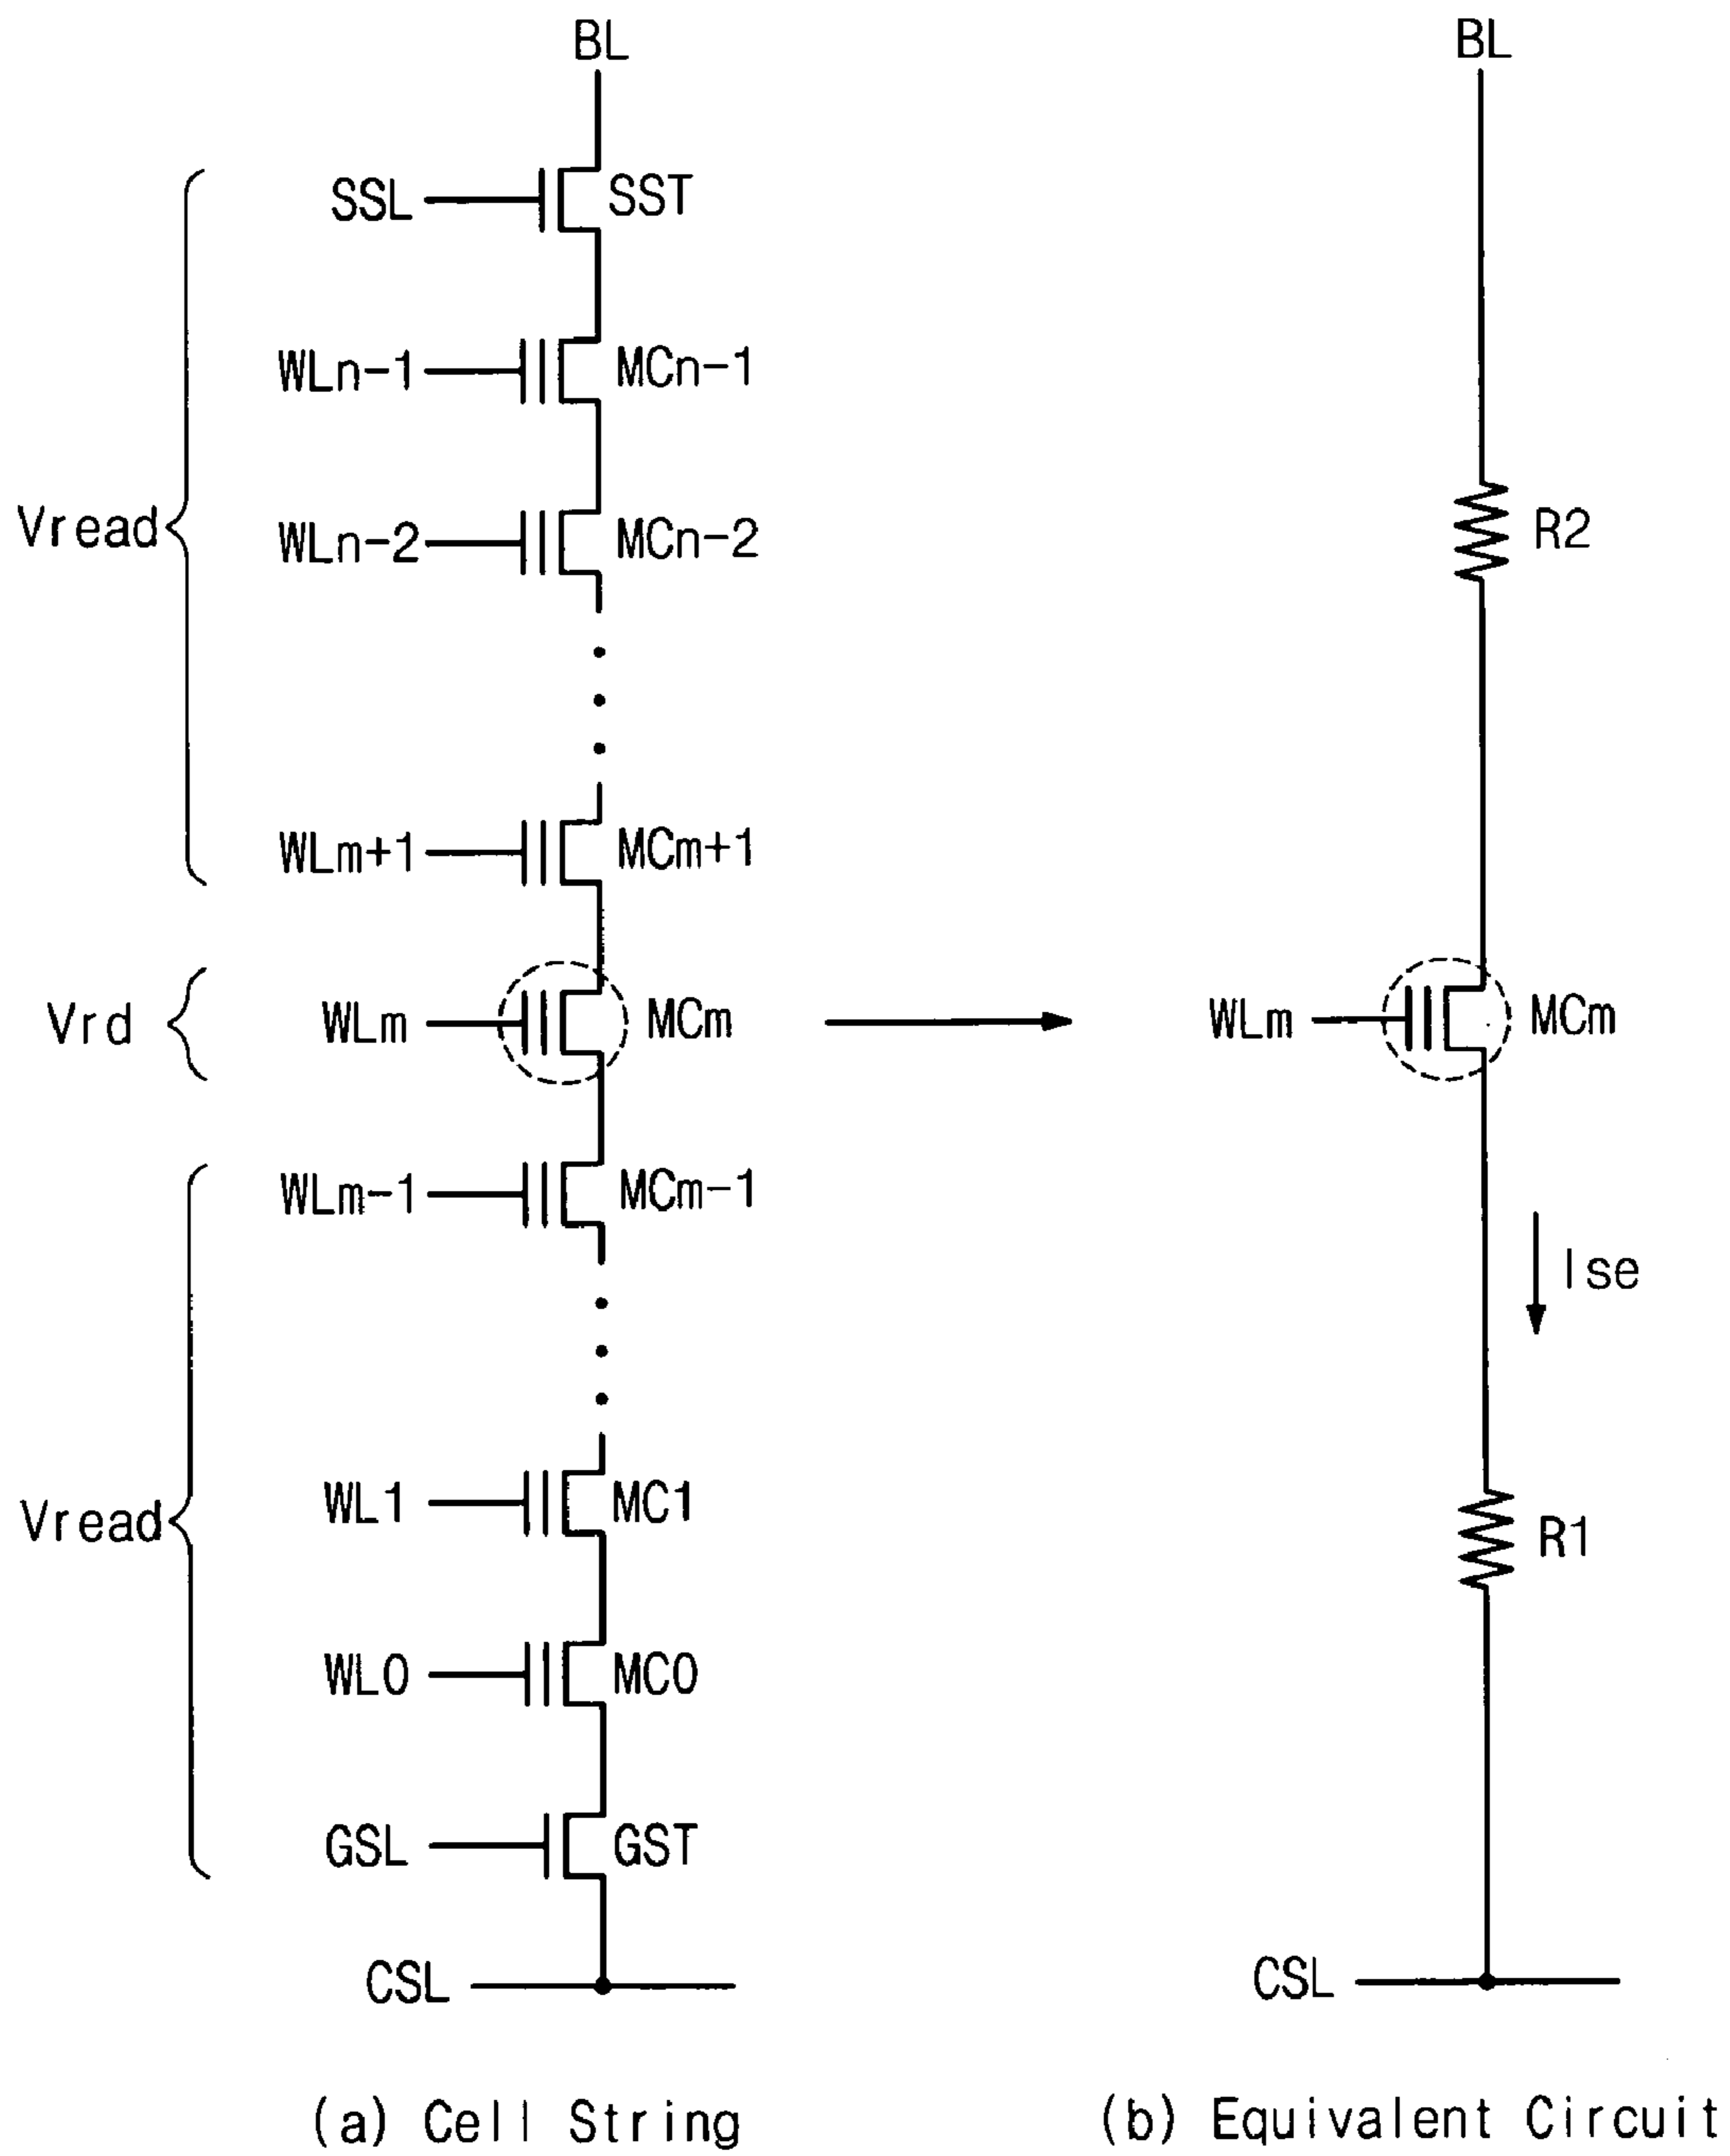 BL
SSL SST
WLn-1 MCn-1
Vread WLn-2 MCn-2
WLm+1 MCm+1
Vrd WLm MCm
WLm-1 MCm-1
Vread WL1 MC1
WL0 MC0
GSL GST
CSL
(a) Cell String
BL
R2
WLm MCm
Ise
R1
CSL
(b) Equivalent Circuit